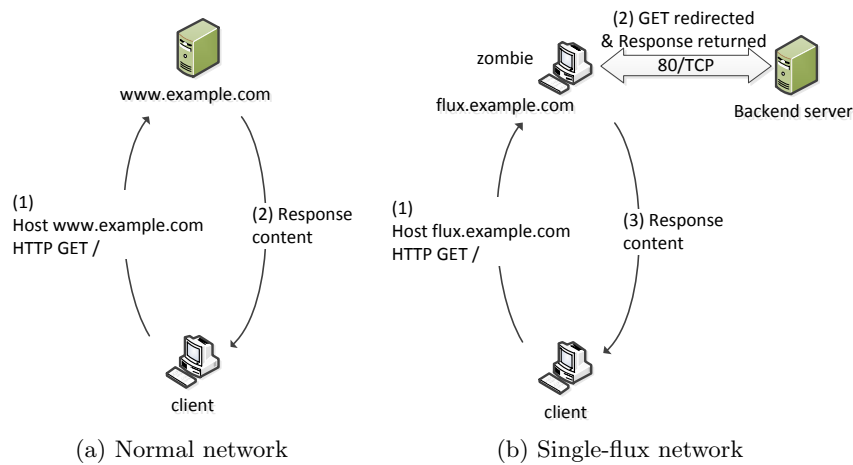 www.example.com
(1)
Host www.example.com
HTTP GET /
(2) Response
content
client
(a) Normal network
(2) GET redirected
& Response returned
80/TCP
zombie
flux.example.com
Backend server
(1)
Host flux.example.com
HTTP GET /
(3) Response
content
client
(b) Single-flux network